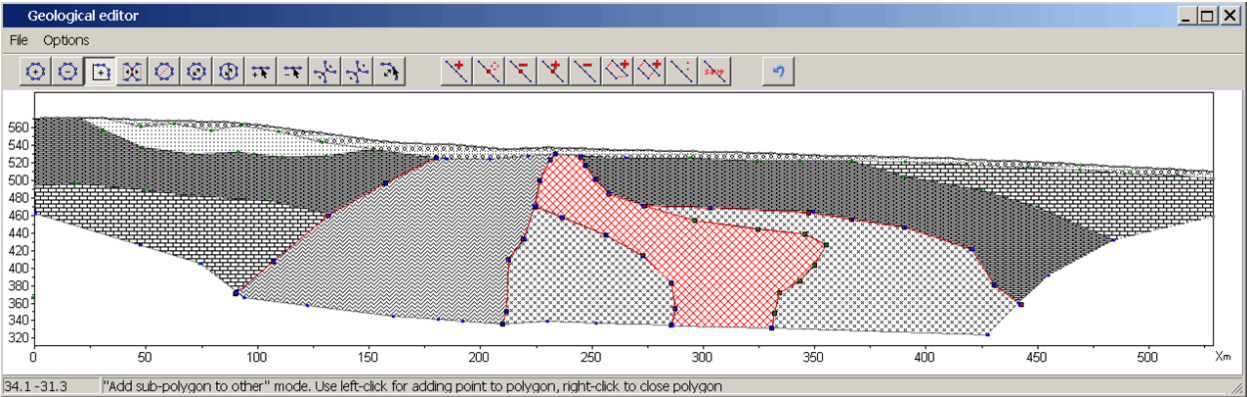 Geological editor
File Options
save
560
540
520
500
480
460
440
420
400
380
360
340
320
0 50 100 150 200 250 300 350 400 450 500 Xm
34.1 -31.3 "Add sub-polygon to other" mode. Use left-click for adding point to polygon, right-click to close polygon